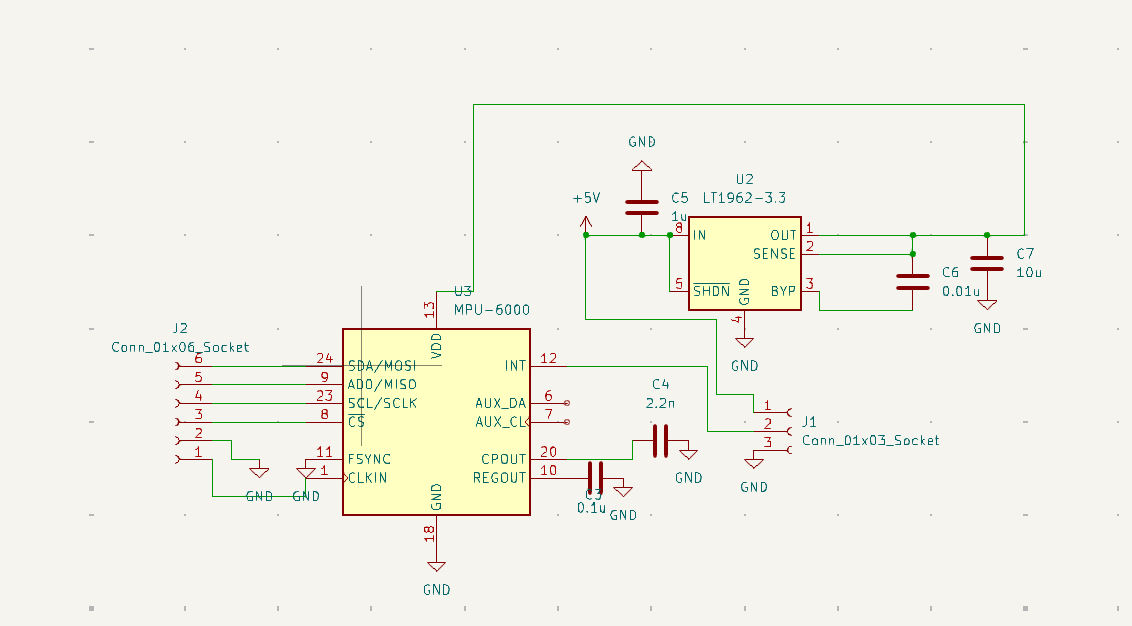 GND
U2
+5V
C5
LT1962-3.3
1u
8
IN
OUT
1
SENSE
2
C7
10u
C6
0.01u
5
SHDN
GND
BYP
3
4
GND
GND
U3
MPU-6000
13
VDD
J2
Conn_01x06_Socket
6
24
SDA/MOSI
INT
12
5
9
AD0/MISO
4
23
SCL/SCLK
AUX_DA
6
3
8
CS
AUX_CL
7
2
1
11
FSYNC
CPOUT
20
1
CLKIN
REGOUT
10
GND
GND
GND
18
GND
C4
2.2n
GND
C3
0.1u
GND
1
2
3
J1
Conn_01x03_Socket
GND